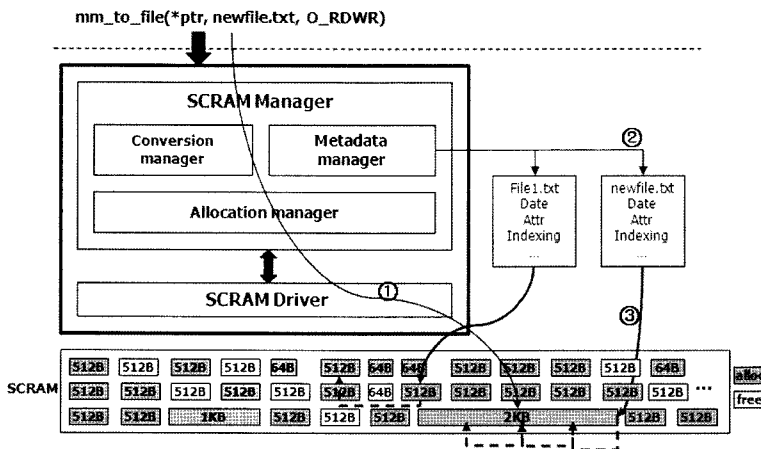 mm_to_file(*ptr, newfile.txt, O_RDWR)
SCRAM Manager
Conversion manager
Metadata manager
Allocation manager
SCRAM Driver
①
②
③
File1.txt
Date
Attr
Indexing
...
newfile.txt
Date
Attr
Indexing
...
SCRAM
512B 512B 512B 512B 64B 512B 64B 64B 512B 512B 512B 512B 64B
512B 512B 512B 512B 512B 512B 64B 512B 512B 512B 512B 512B 512B ...
512B 512B 1KB 512B 512B 512B 2KB 512B 512B
free